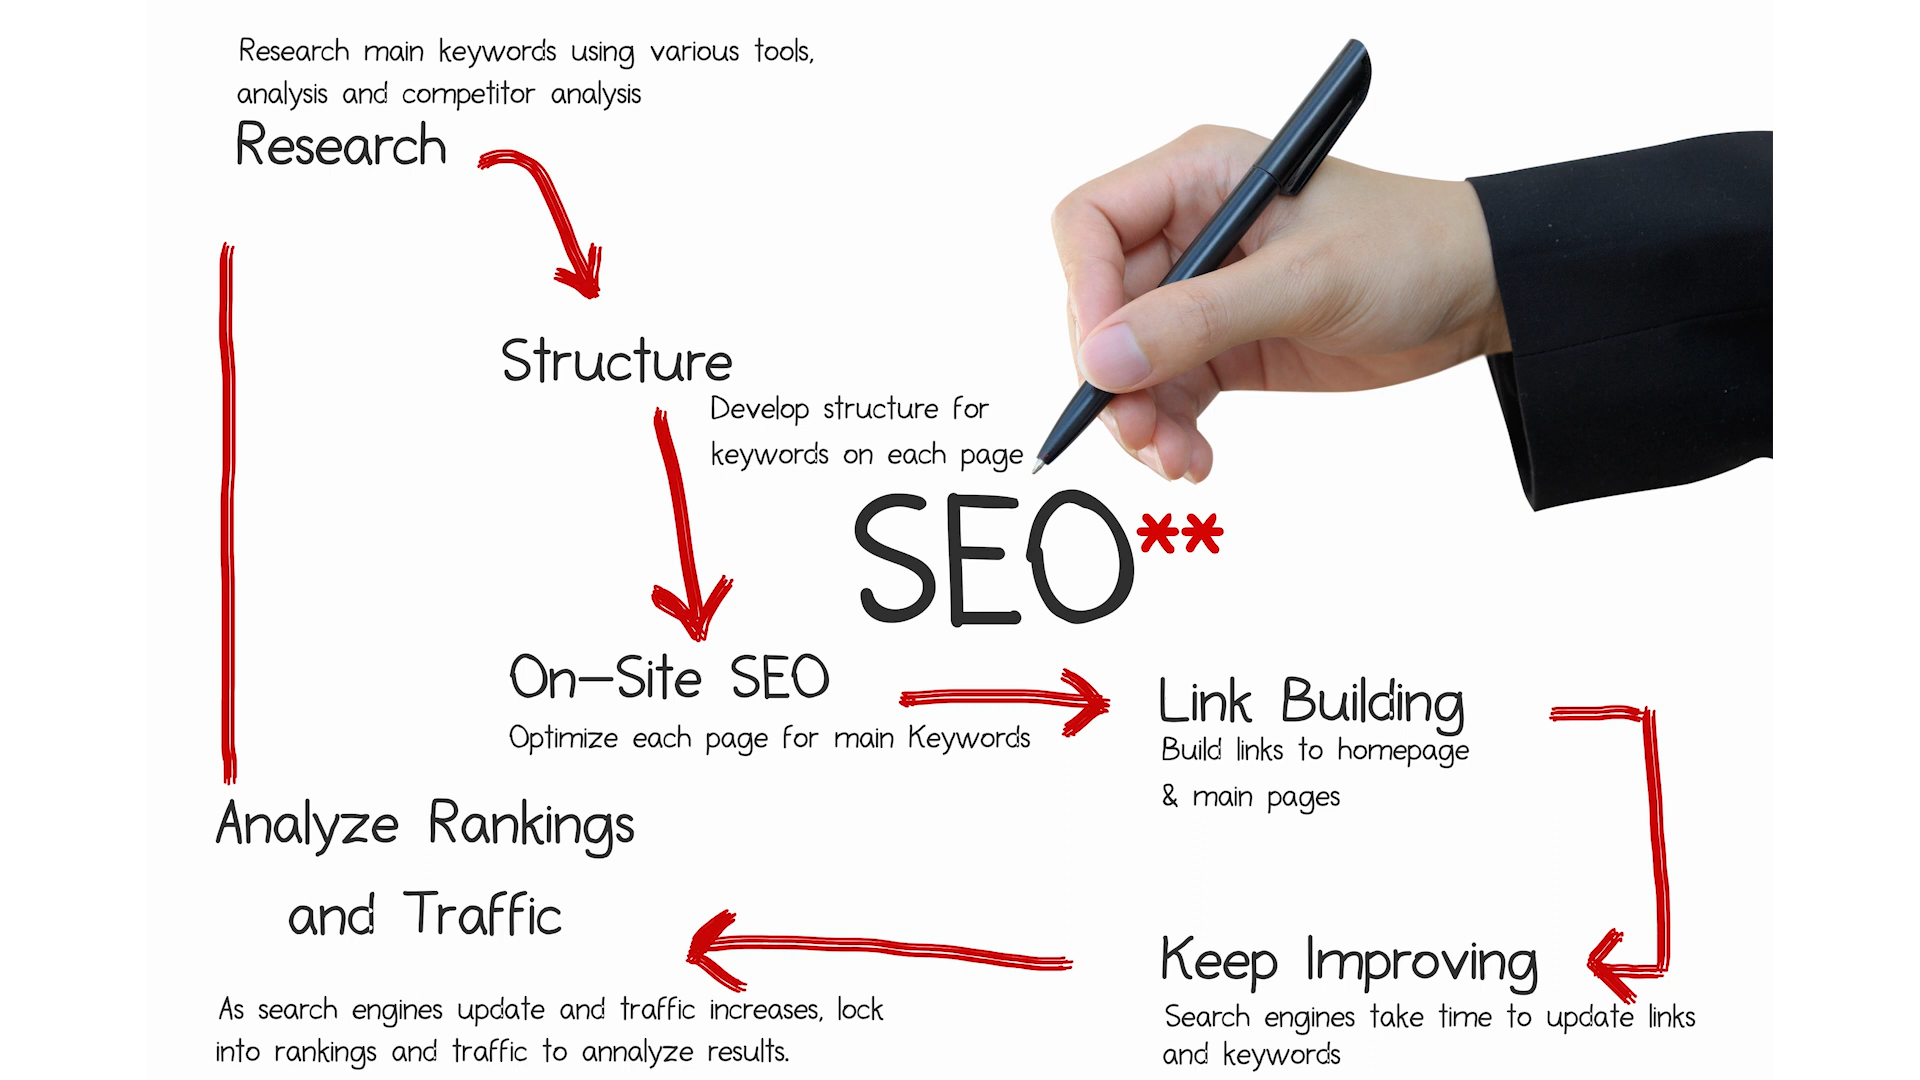 Research main keywords using various tools,
analysis and competitor analysis
Research
Structure
Develop structure for
keywords on each page
SEO**
On-Site SEO
Optimize each page for main Keywords
Link Building
Build links to homepage
& main pages
Keep Improving
Search engines take time to update links
and keywords
Analyze Rankings
and Traffic
As search engines update and traffic increases, lock
into rankings and traffic to annalyze results.